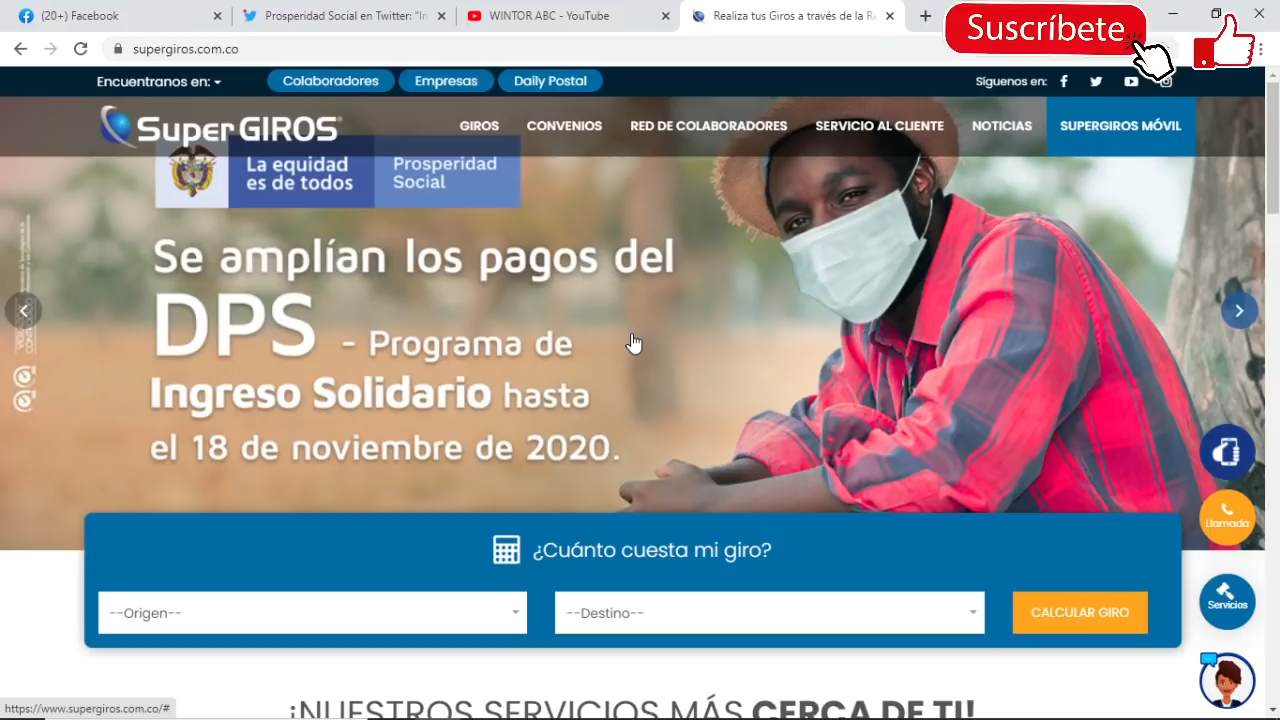 (20+) Facebook
Prosperidad Social en Twitter: "In
WINTOR ABC - YouTube
Realiza tus Giros a través de la Re
Suscríbete
supergiros.com.co
Encuentranos en:
Colaboradores
Empresas
Daily Postal
Síguenos en:
SuperGIROS
GIROS
CONVENIOS
RED DE COLABORADORES
SERVICIO AL CLIENTE
NOTICIAS
SUPERGIROS MÓVIL
La equidad
es de todos
Prosperidad
Social
Se amplían los pagos del
DPS - Programa de
Ingreso Solidario hasta
el 18 de noviembre de 2020.
Llamada
¿Cuánto cuesta mi giro?
--Origen--
--Destino--
CALCULAR GIRO
Servicios
¡NUESTROS SERVICIOS MÁS CERCA DE TI!
https://www.supergiros.com.co/#